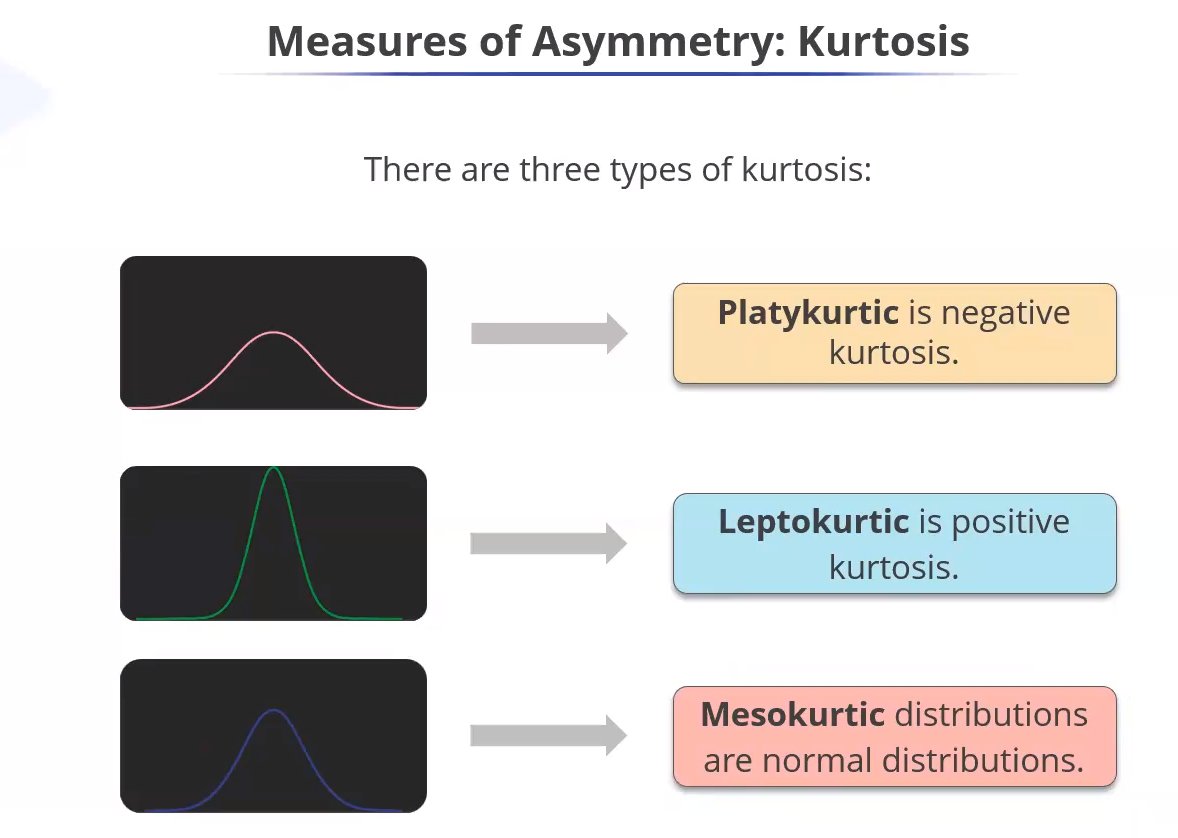 Measures of Asymmetry: Kurtosis
There are three types of kurtosis:
Platykurtic is negative
kurtosis.
Leptokurtic is positive
kurtosis.
Mesokurtic distributions
are normal distributions.